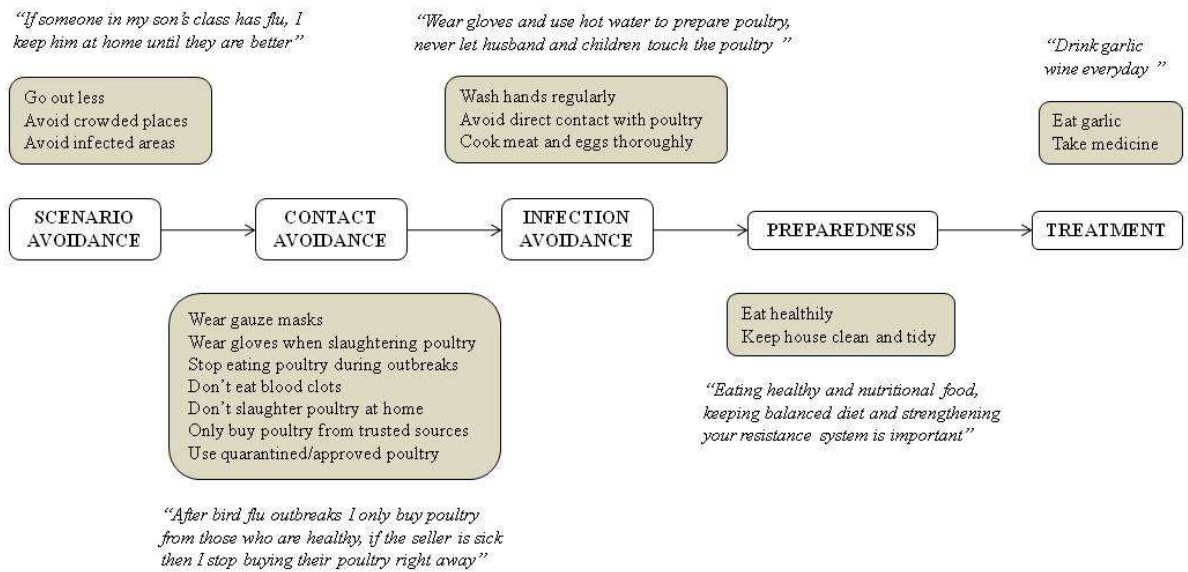 “If someone in my son’s class has flu, I
keep him at home until they are better”
“Wear gloves and use hot water to prepare poultry,
never let husband and children touch the poultry ”
“Drink garlic
wine everyday ”
Go out less
Avoid crowded places
Avoid infected areas
Wash hands regularly
Avoid direct contact with poultry
Cook meat and eggs thoroughly
Eat garlic
Take medicine
SCENARIO
AVOIDANCE
CONTACT
AVOIDANCE
INFECTION
AVOIDANCE
PREPAREDNESS
TREATMENT
Wear gauze masks
Wear gloves when slaughtering poultry
Stop eating poultry during outbreaks
Don’t eat blood clots
Don’t slaughter poultry at home
Only buy poultry from trusted sources
Use quarantined/approved poultry
Eat healthily
Keep house clean and tidy
“Eating healthy and nutritional food,
keeping balanced diet and strengthening
your resistance system is important”
“After bird flu outbreaks I only buy poultry
from those who are healthy, if the seller is sick
then I stop buying their poultry right away”